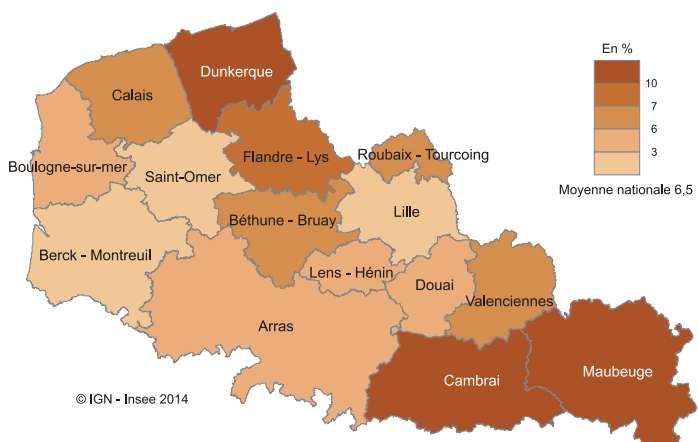 En %
Dunkerque
10
Calais
7
6
Flandre - Lys
Roubaix - Tourcoing
3
Boulogne-sur-mer
Saint-Omer
Moyenne nationale 6,5
Lille
Béthune - Bruay
Berck - Montreuil
Lens - Hénin
Douai
Valenciennes
Arras
Maubeuge
Cambrai
© IGN - Insee 2014